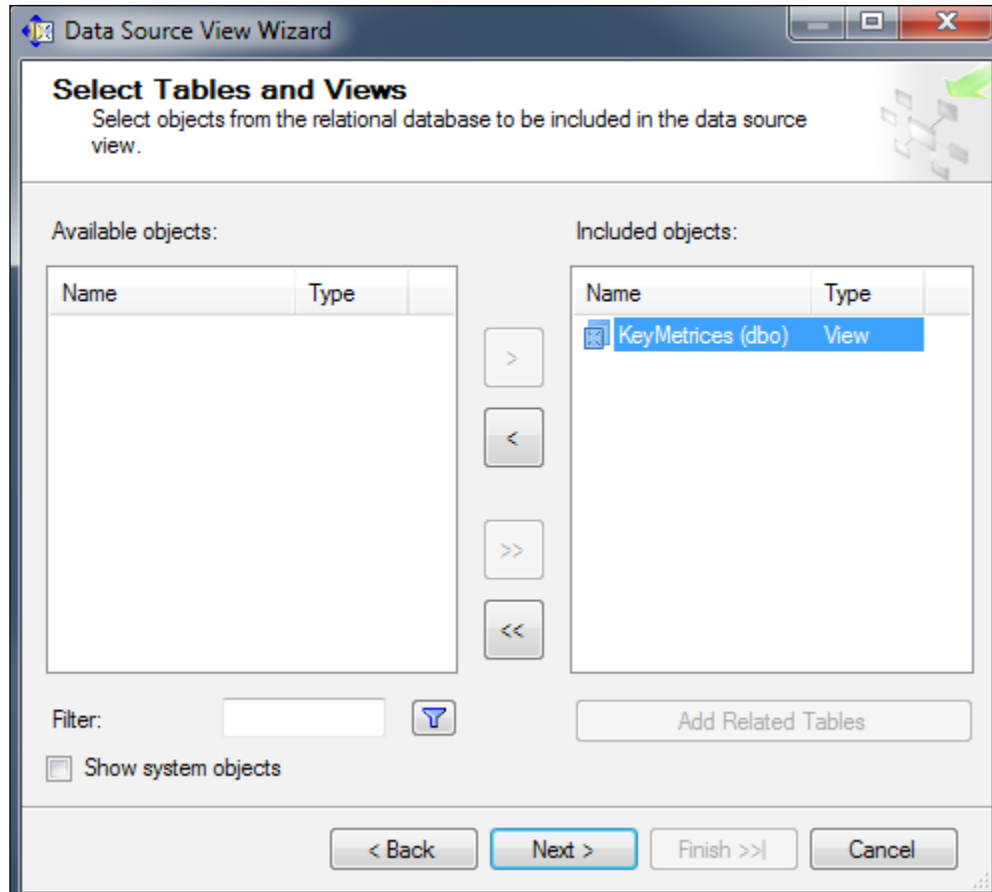 Data Source View Wizard
Select Tables and Views
Select objects from the relational database to be included in the data source
view.
Available objects:
Included objects:
Name Type
Name Type
KeyMetrices (dbo) View
>
<
>>
<<
Filter:
Add Related Tables
Show system objects
< Back Next > Finish >>| Cancel